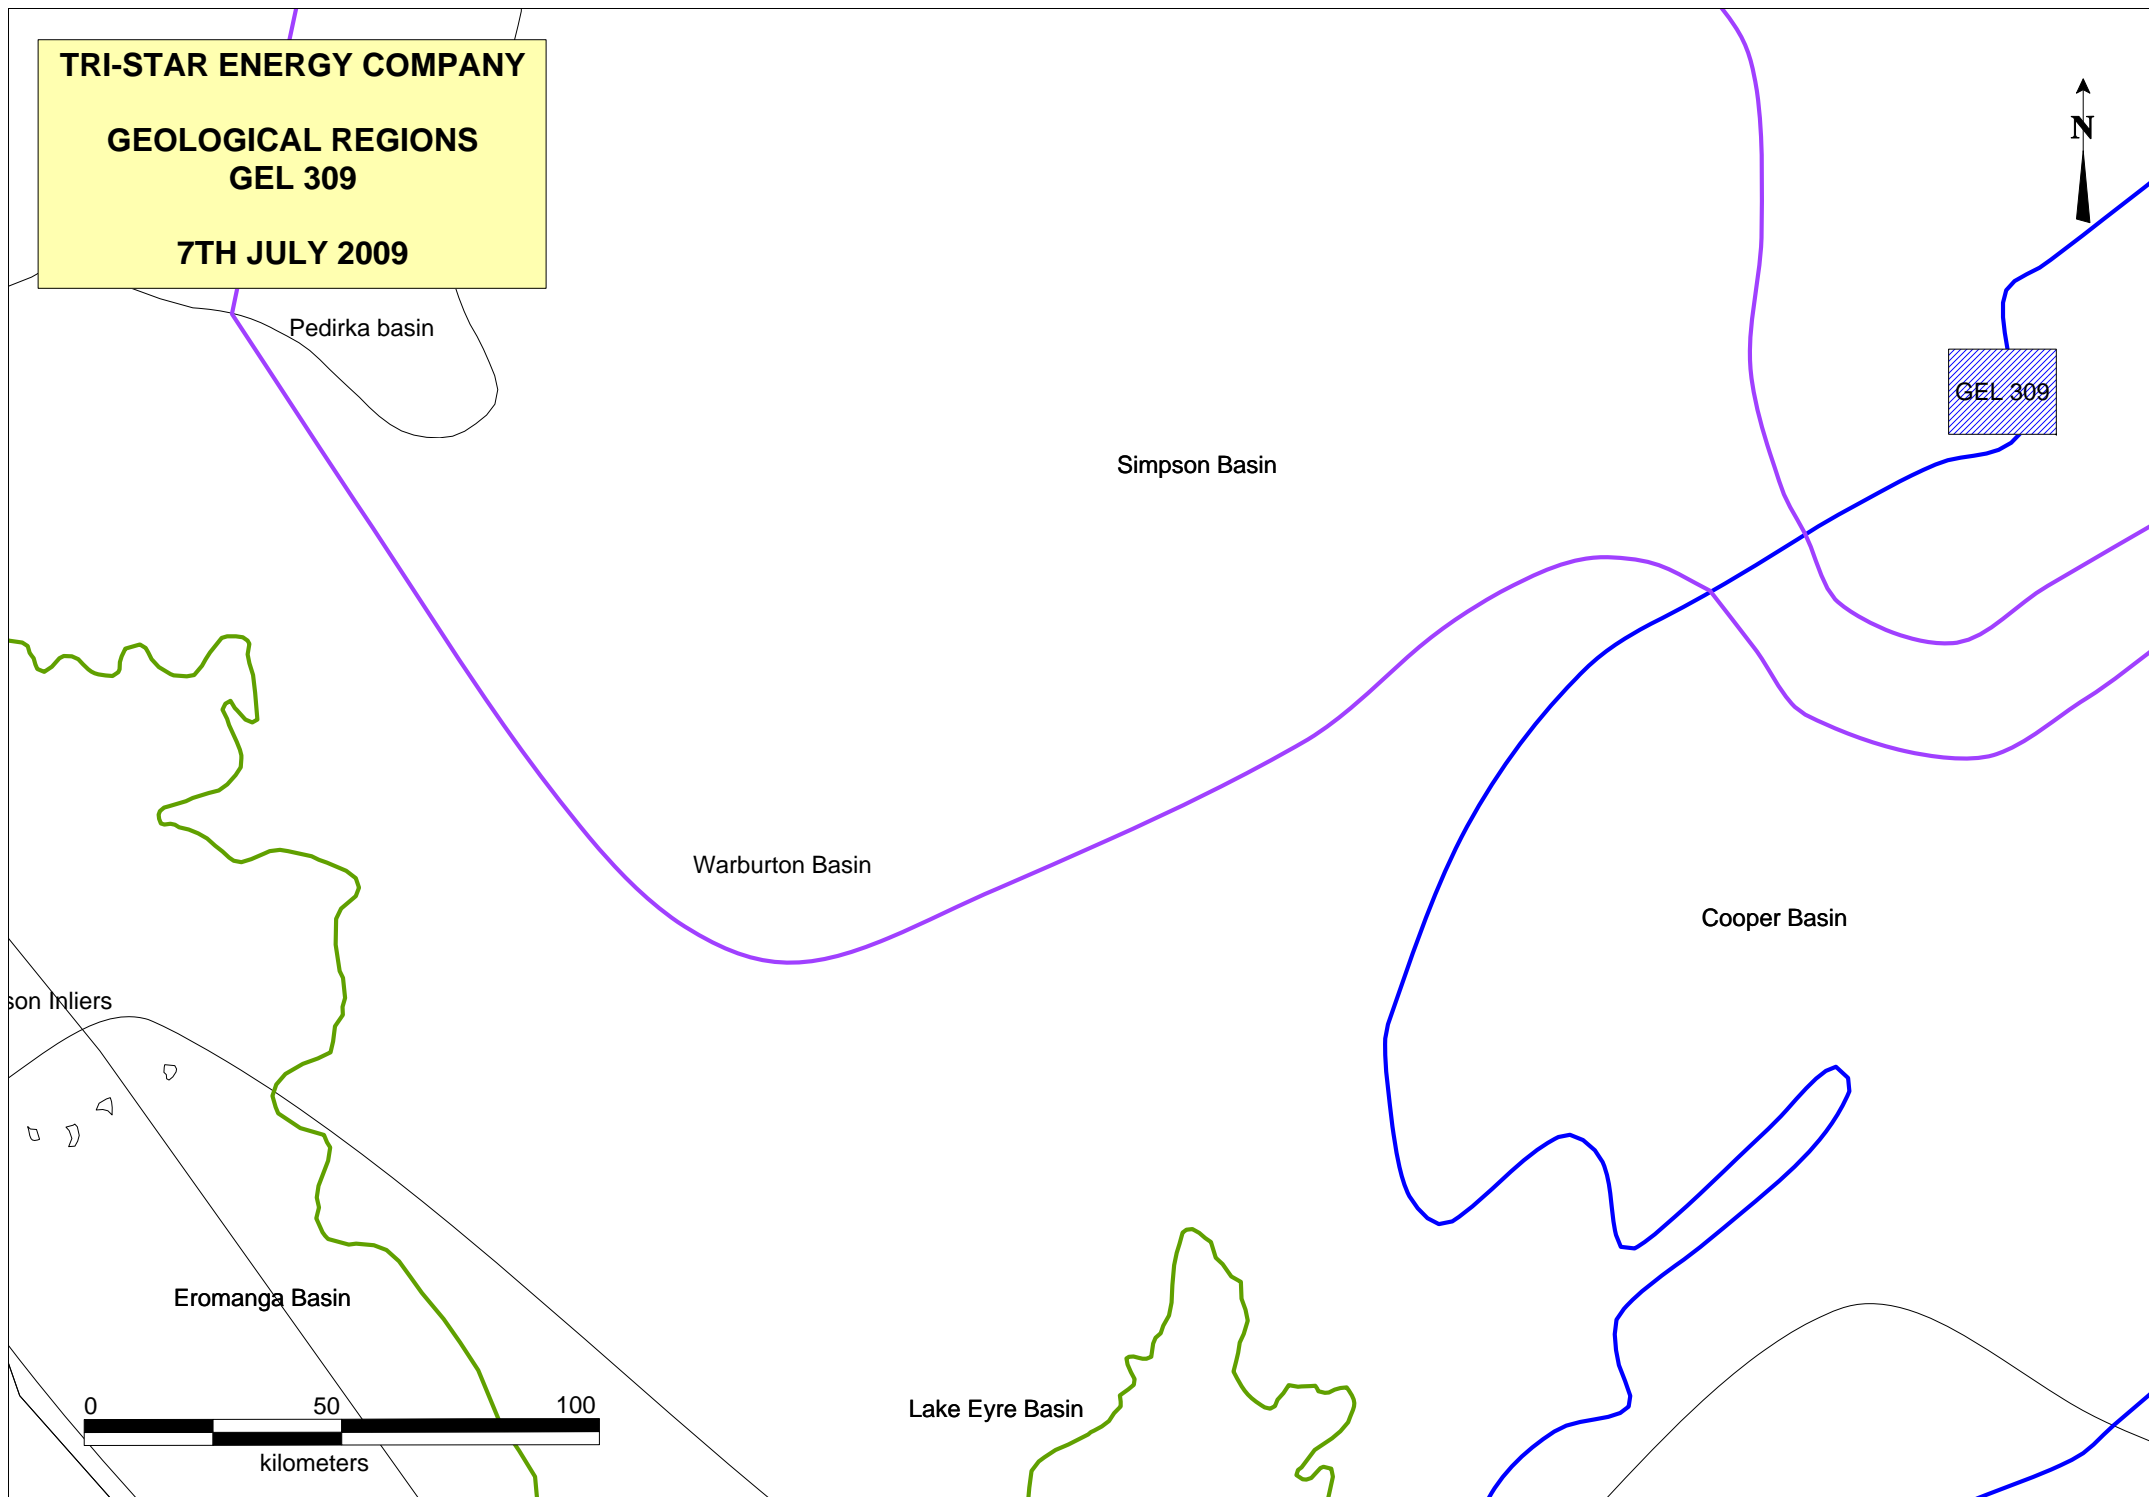 TRI-STAR ENERGY COMPANY
GEOLOGICAL REGIONS
GEL 309
7TH JULY 2009
N
Pedirka basin
GEL 309
Simpson Basin
Warburton Basin
Cooper Basin
son Inliers
Eromanga Basin
Lake Eyre Basin
0 50 100
kilometers